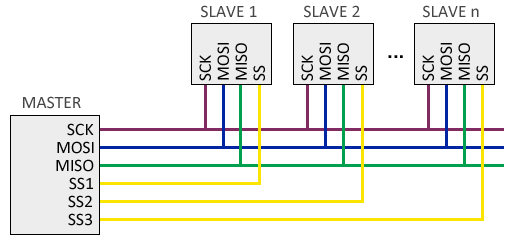 SLAVE 1 SLAVE 2 SLAVE n
SCK MOSI MISO SS SCK MOSI MISO SS ... SCK MOSI MISO SS
MASTER
SCK
MOSI
MISO
SS1
SS2
SS3